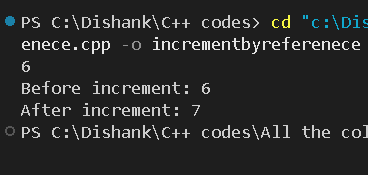 PS C:\Dishank\C++ codes> cd "c:\Dis
enece.cpp -o incrementbyreferenece
6
Before increment: 6
After increment: 7
PS C:\Dishank\C++ codes\All the col